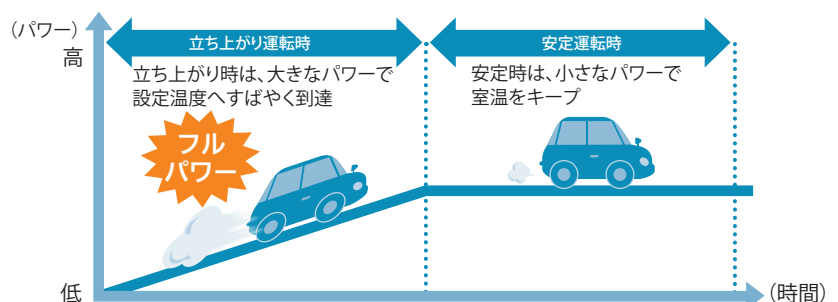 （パワー）
高
立ち上がり運転時
安定運転時
立ち上がり時は、大きなパワーで
設定温度へすばやく到達
安定時は、小さなパワーで
室温をキープ
フル
パワー
低
（時間）